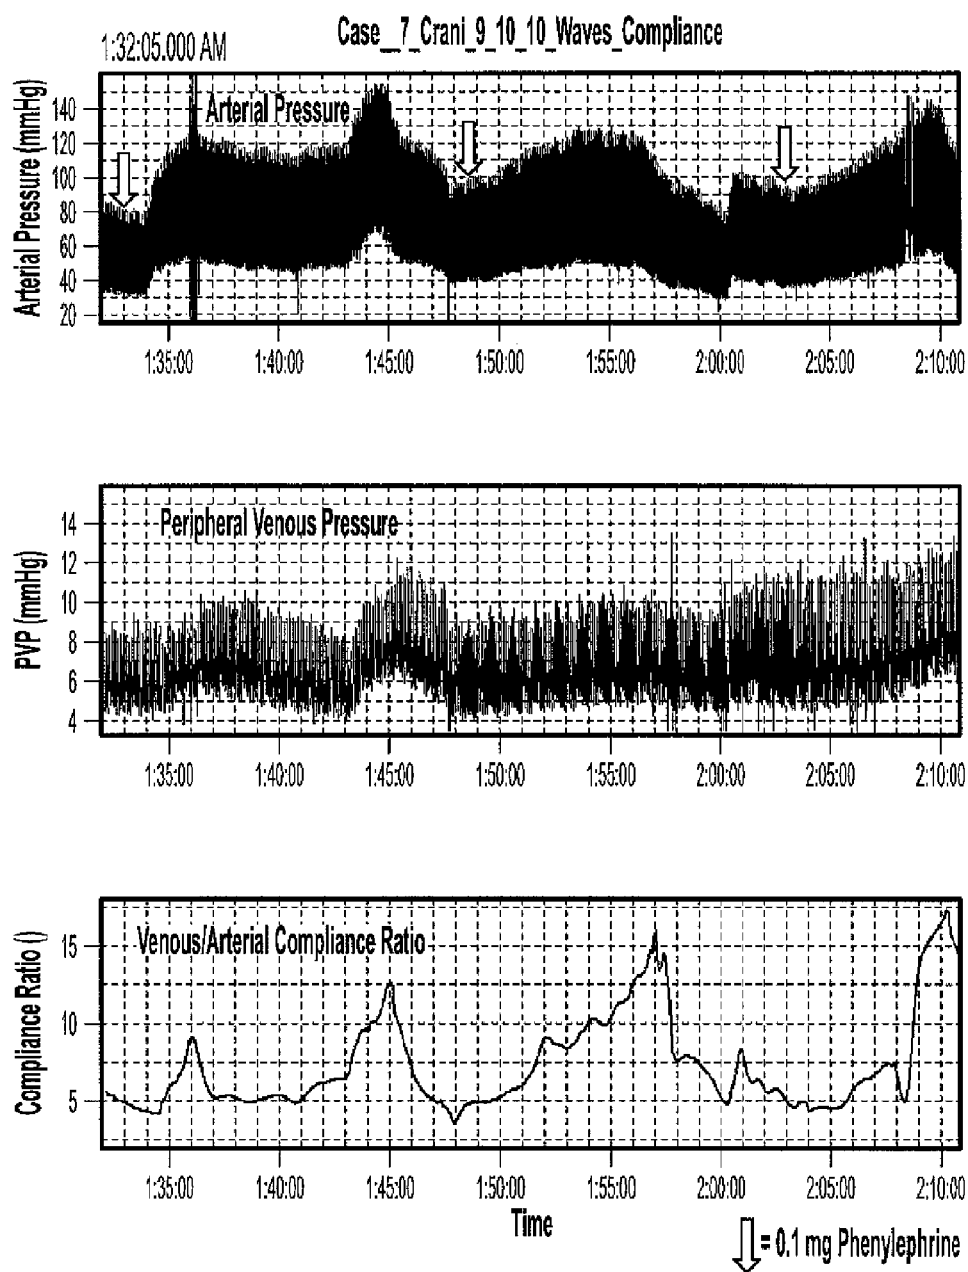 Case__7_Crani_9_10_10_Waves_Compliance
1:32:05.000 AM
Arterial Pressure
Arterial Pressure (mmHg)
140
120
100
80
60
40
20
1:35:00 1:40:00 1:45:00 1:50:00 1:55:00 2:00:00 2:05:00 2:10:00
Peripheral Venous Pressure
PVP (mmHg)
14
12
10
8
6
4
1:35:00 1:40:00 1:45:00 1:50:00 1:55:00 2:00:00 2:05:00 2:10:00
Venous/Arterial Compliance Ratio
Compliance Ratio ()
15
10
5
1:35:00 1:40:00 1:45:00 1:50:00 1:55:00 2:00:00 2:05:00 2:10:00
Time
= 0.1 mg Phenylephrine